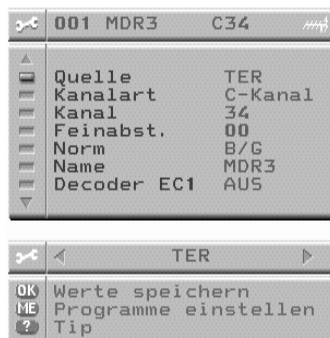 001 MDR3 C34
Quelle TER
Kanalart C-Kanal
Kanal 34
Feinabst. 00
Norm B/G
Name MDR3
Decoder EC1 AUS
TER
OK Werte speichern
ME Programme einstellen
? Tip